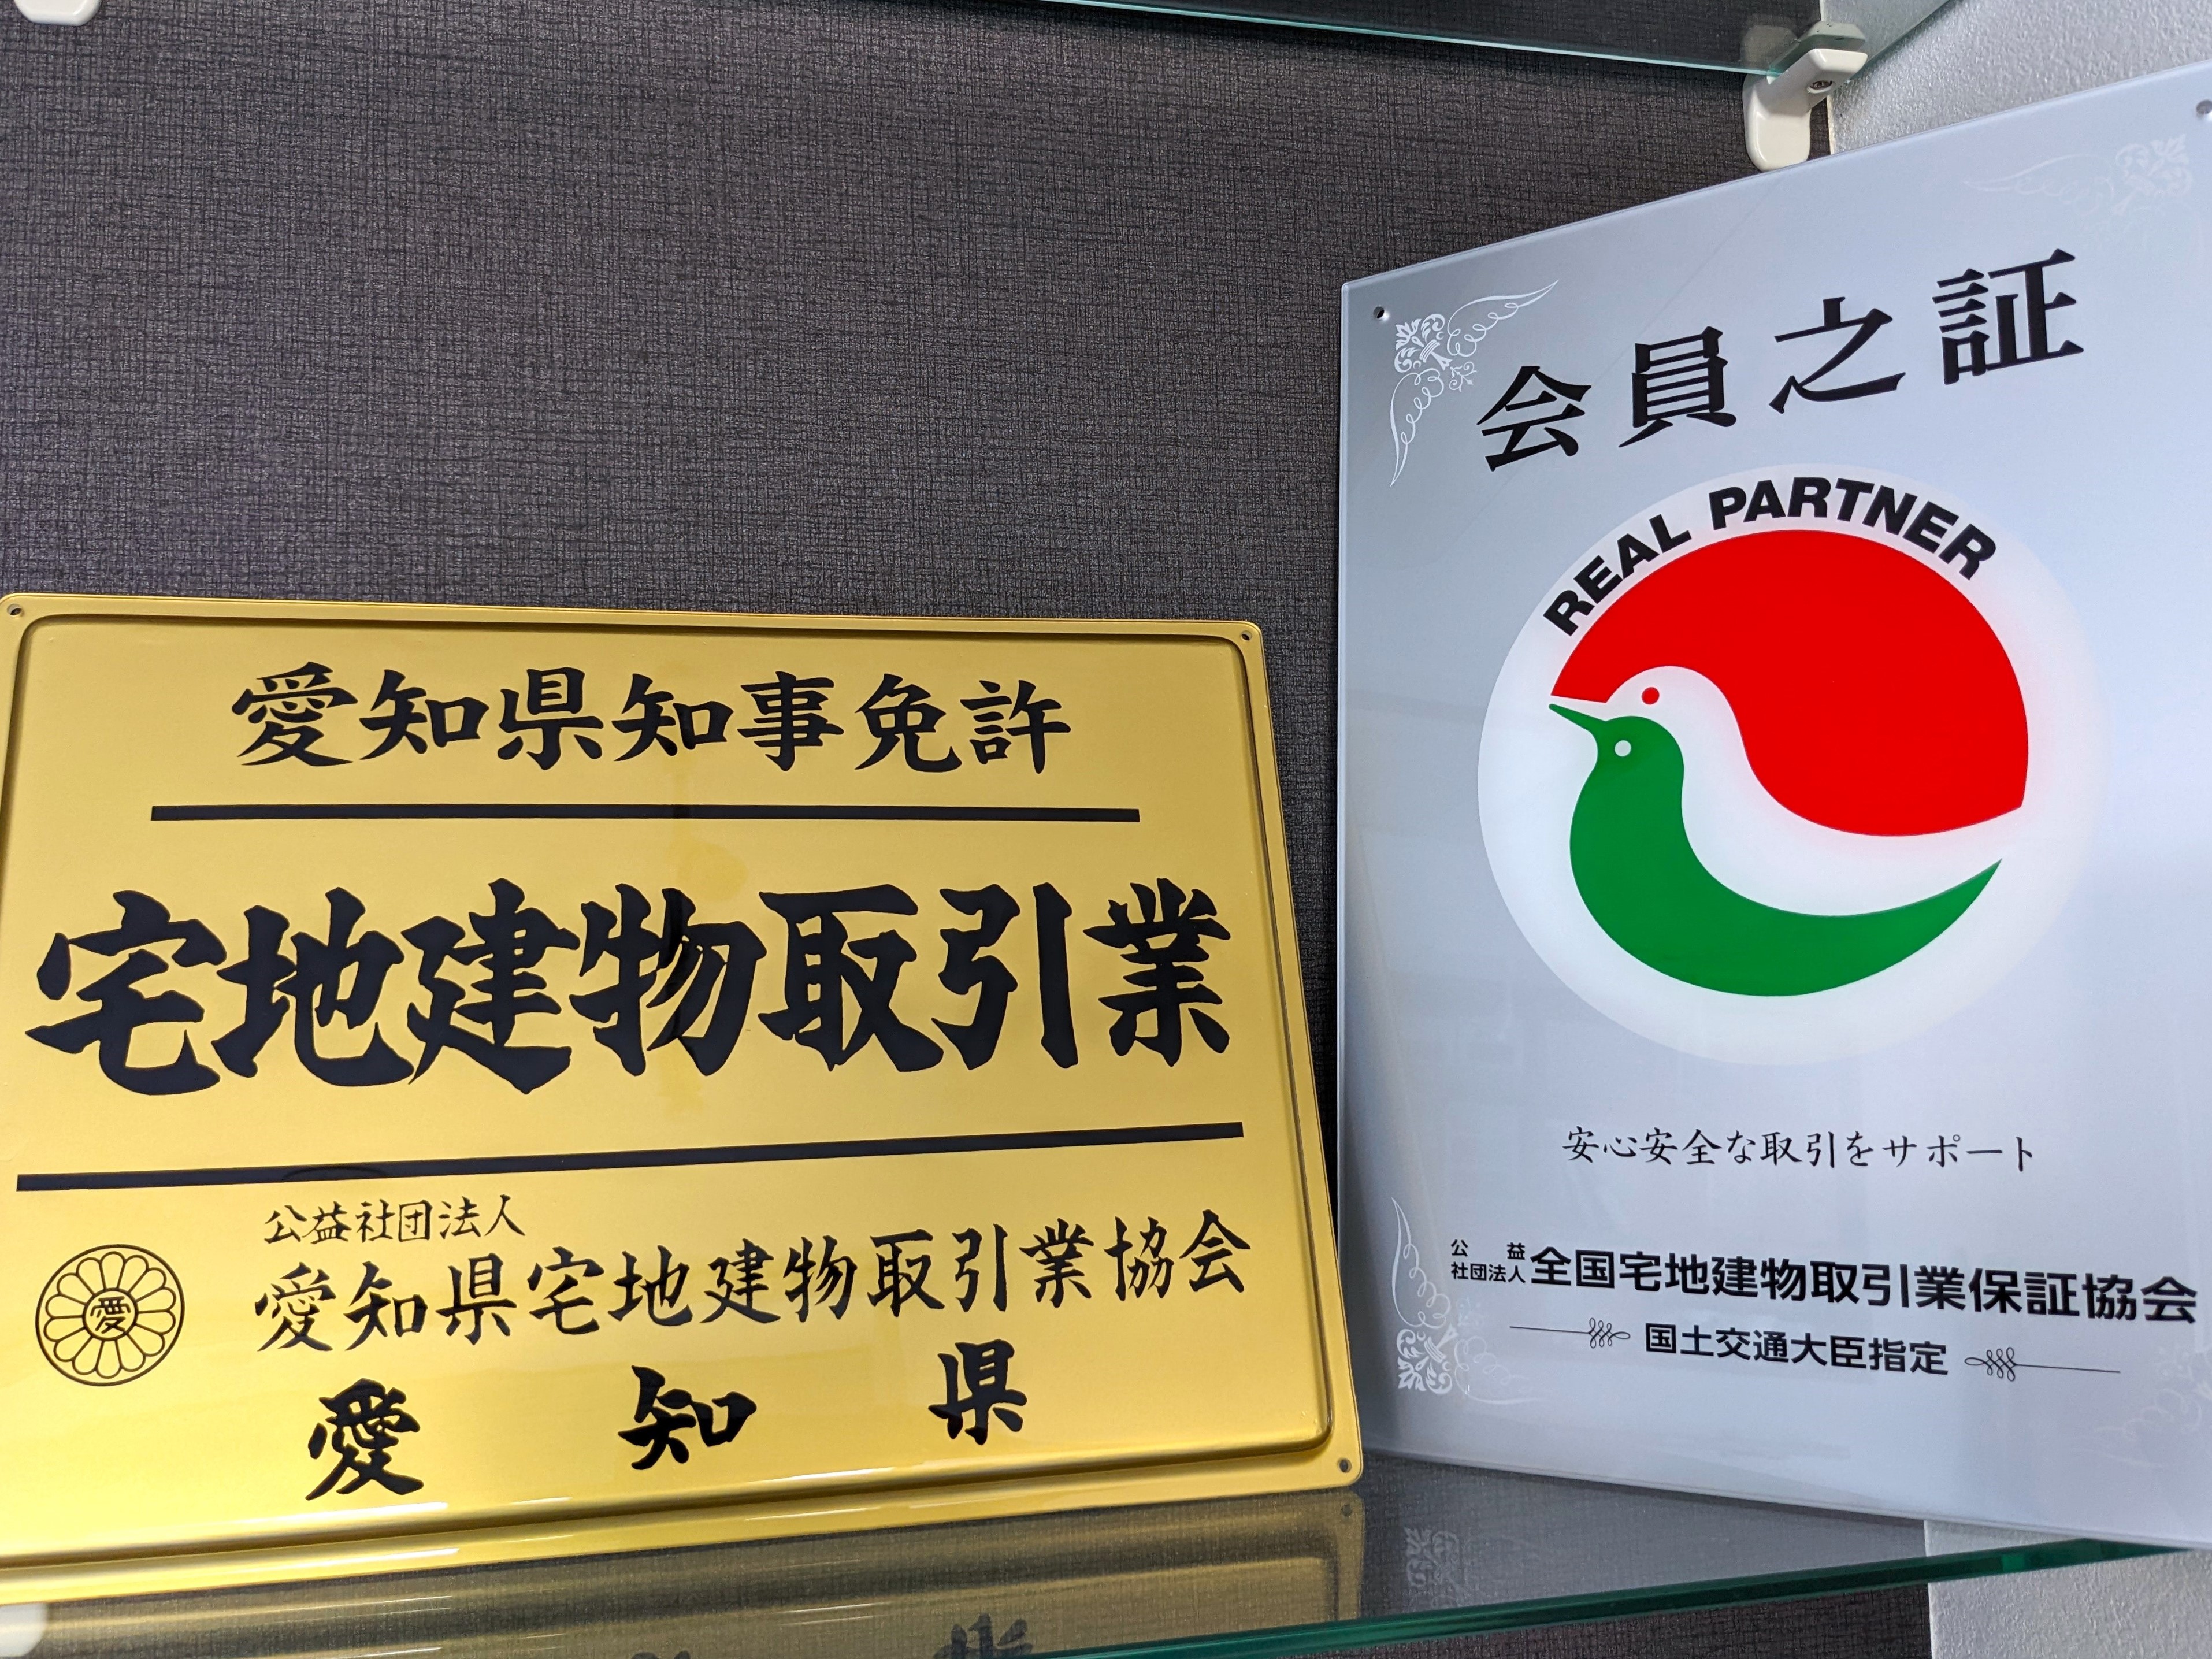 愛知県知事免許
宅地建物取引業
公益社団法人
愛知県宅地建物取引業協会
愛
愛知県
会員之証
REAL PARTNER
安心安全な取引をサポート
公益
社団法人
全国宅地建物取引業保証協会
国土交通大臣指定